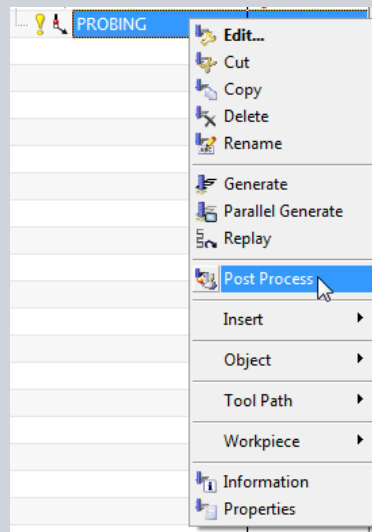 PROBING
Edit...
Cut
Copy
Delete
Rename
Generate
Parallel Generate
Replay
Post Process
Insert
Object
Tool Path
Workpiece
Information
Properties